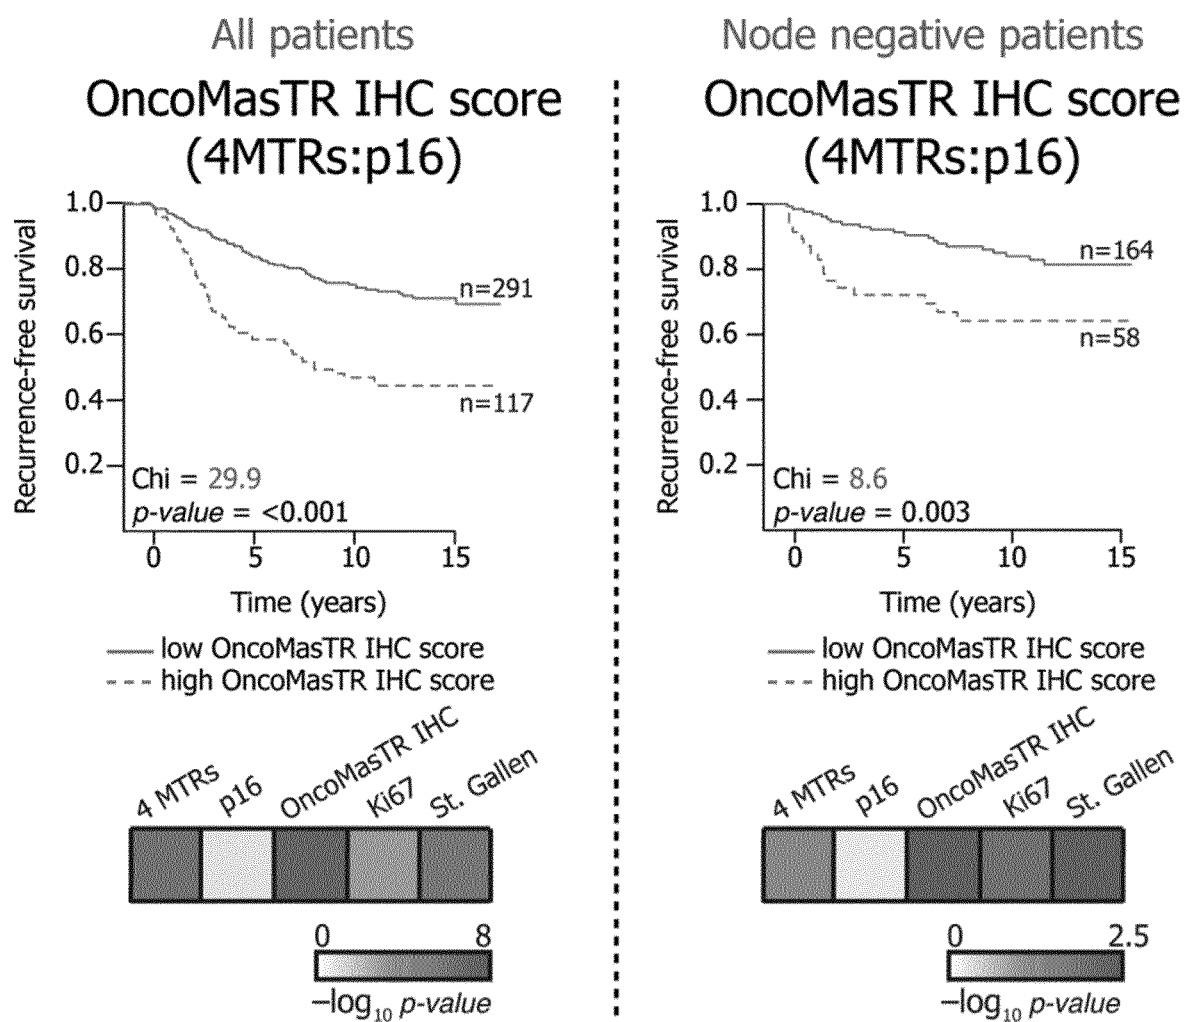 All patients
OncoMasTR IHC score
(4MTRs:p16)
Recurrence-free survival
1.0
0.8
0.6
0.4
0.2
n=291
n=117
Chi = 29.9
p-value = <0.001
0 5 10 15
Time (years)
low OncoMasTR IHC score
high OncoMasTR IHC score
4 MTRs
p16
OncoMasTR IHC
Ki67
St. Gallen
0 8
–log10 p-value
Node negative patients
OncoMasTR IHC score
(4MTRs:p16)
Recurrence-free survival
1.0
0.8
0.6
0.4
0.2
n=164
n=58
Chi = 8.6
p-value = 0.003
0 5 10 15
Time (years)
low OncoMasTR IHC score
high OncoMasTR IHC score
4 MTRs
p16
OncoMasTR IHC
Ki67
St. Gallen
0 2.5
–log10 p-value